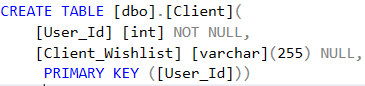 CREATE TABLE [dbo].[Client](
[User_Id] [int] NOT NULL,
[Client_Wishlist] [varchar](255) NULL,
PRIMARY KEY ([User_Id]))